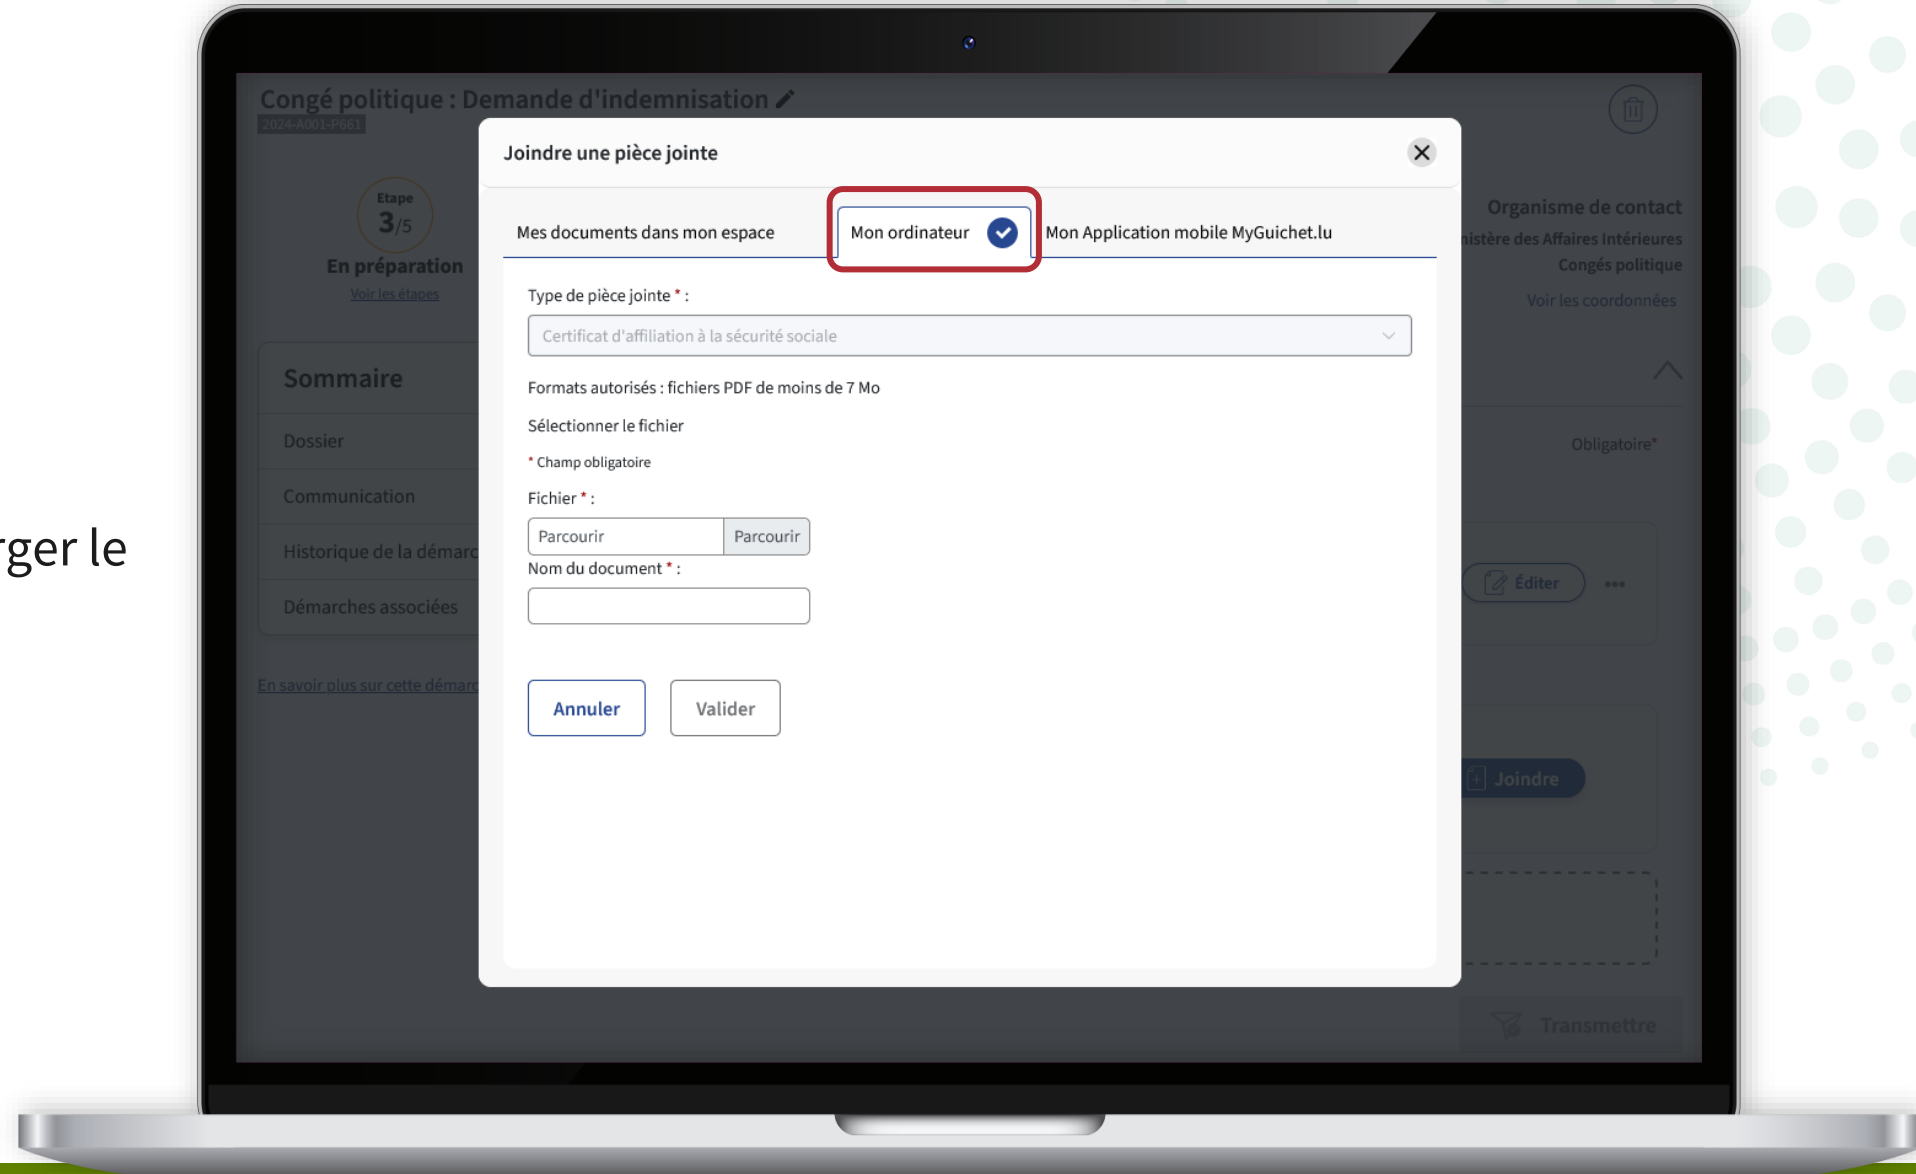 rger le
Congé politique : Demande d'indemnisation
2024-A001-P661
Etape
3/5
En préparation
Voir les étapes
Sommaire
Dossier
Communication
Historique de la démarc
Démarches associées
En savoir plus sur cette démarc
Joindre une pièce jointe
Mes documents dans mon espace
Mon ordinateur
Mon Application mobile MyGuichet.lu
Type de pièce jointe * :
Certificat d'affiliation à la sécurité sociale
Formats autorisés : fichiers PDF de moins de 7 Mo
Sélectionner le fichier
* Champ obligatoire
Fichier * :
Parcourir Parcourir
Nom du document * :
Annuler Valider
Organisme de contact
nistère des Affaires Intérieures
Congés politique
Voir les coordonnées
Obligatoire*
Éditer
Joindre
Transmettre